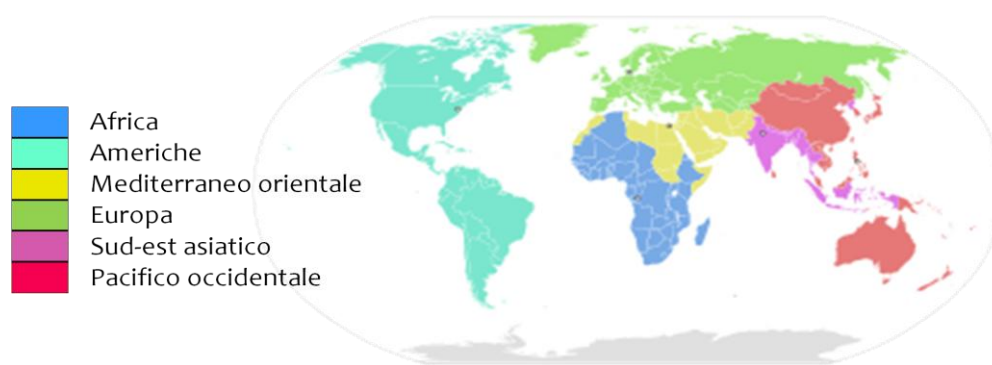 Africa
Americhe
Mediterraneo orientale
Europa
Sud-est asiatico
Pacifico occidentale